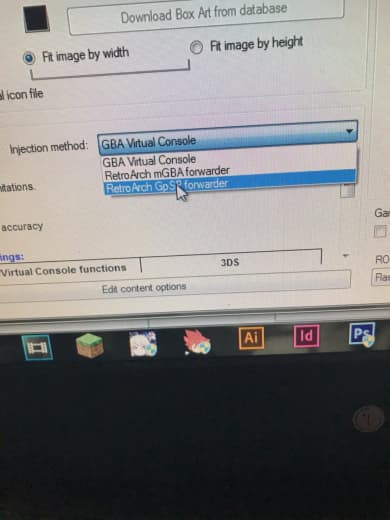 Download Box Art from database
Fit image by width
Fit image by height
al icon file
Injection method:
GBA Virtual Console
GBA Virtual Console
RetroArch mGBA forwarder
RetroArch GpSP forwarder
itations.
accuracy
ings:
Virtual Console functions
3DS
Edit content options
Gar
RO
Ai
Id
Ps